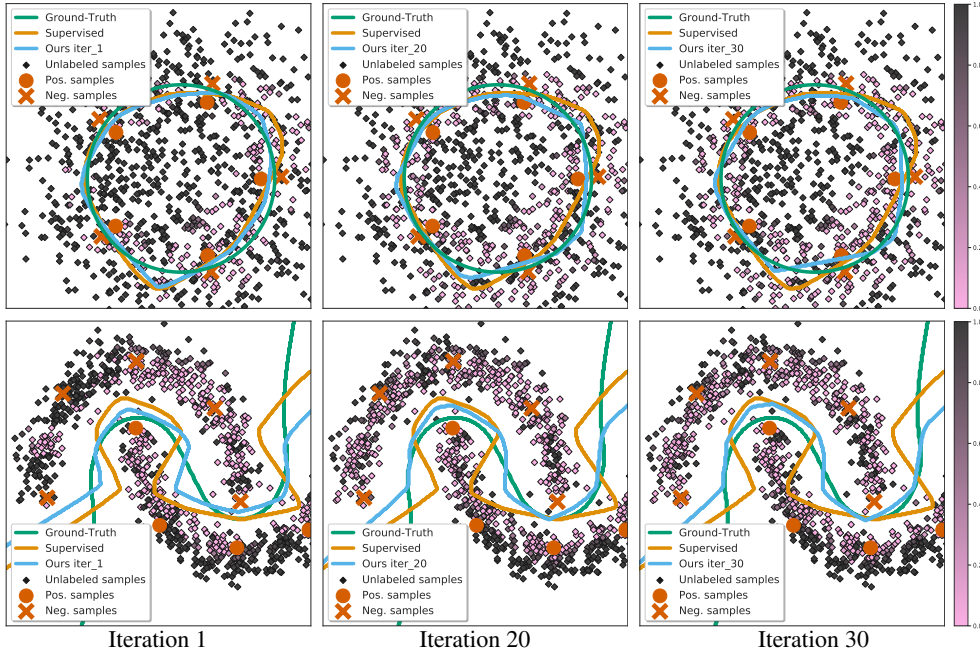 Ground-Truth
Supervised
Ours iter_1
Unlabeled samples
Pos. samples
Neg. samples
Ground-Truth
Supervised
Ours iter_20
Unlabeled samples
Pos. samples
Neg. samples
Ground-Truth
Supervised
Ours iter_30
Unlabeled samples
Pos. samples
Neg. samples
Ground-Truth
Supervised
Ours iter_1
Unlabeled samples
Pos. samples
Neg. samples
Ground-Truth
Supervised
Ours iter_20
Unlabeled samples
Pos. samples
Neg. samples
Ground-Truth
Supervised
Ours iter_30
Unlabeled samples
Pos. samples
Neg. samples
Iteration 1
Iteration 20
Iteration 30